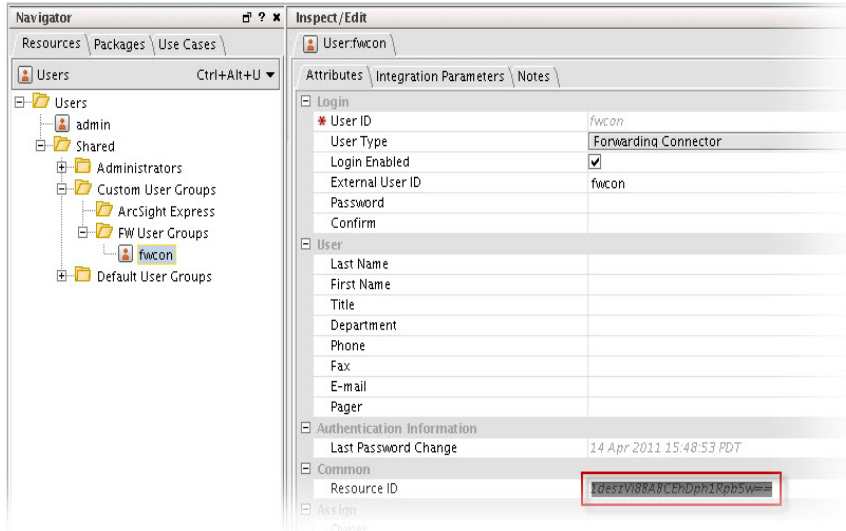 Navigator
Resources Packages Use Cases
Users Ctrl+Alt+U
Users
admin
Shared
Administrators
Custom User Groups
ArcSight Express
FW User Groups
fwcon
Default User Groups
Inspect/Edit
User:fwcon
Attributes Integration Parameters Notes
Login
* User ID fwcon
User Type Forwarding Connector
Login Enabled
External User ID fwcon
Password
Confirm
User
Last Name
First Name
Title
Department
Phone
Fax
E-mail
Pager
Authentication Information
Last Password Change 14 Apr 2011 15:48:53 PDT
Common
Resource ID 1deszVi88A8CEhDph1Rpb5w==
Assign
Owner